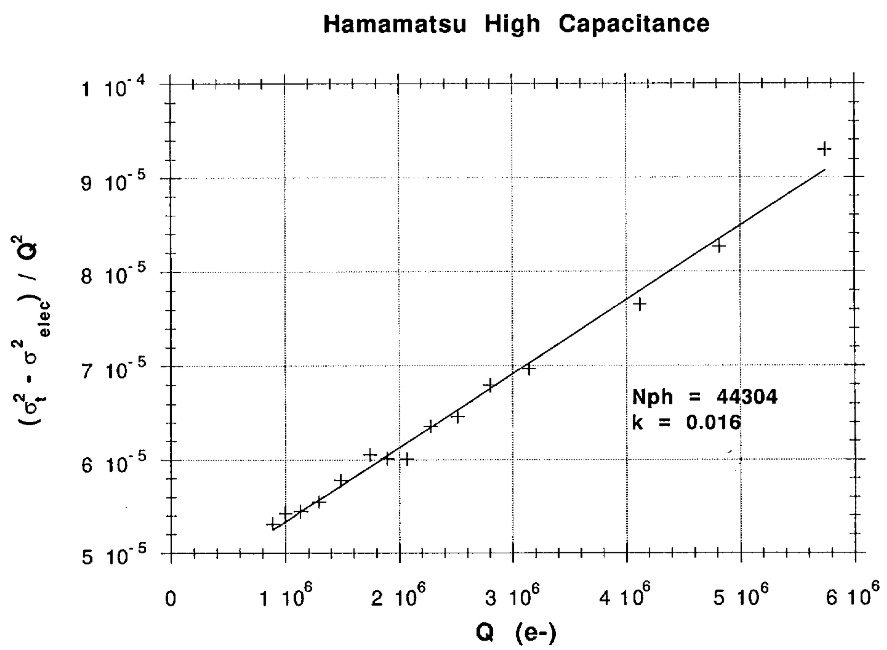 Hamamatsu High Capacitance
1 10⁻⁴
9 10⁻⁵
8 10⁻⁵
7 10⁻⁵
6 10⁻⁵
5 10⁻⁵
(σ²ₜ - σ²elec) / Q²
Nph = 44304
k = 0.016
0 1 10⁶ 2 10⁶ 3 10⁶ 4 10⁶ 5 10⁶ 6 10⁶
Q (e-)